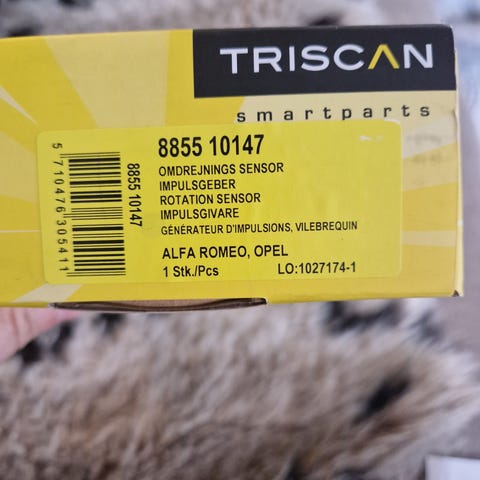 TRISCAN
smartparts
8855 10147
OMDREJNINGS SENSOR
IMPULSGEBER
ROTATION SENSOR
IMPULSGIVARE
GÉNÉRATEUR D'IMPULSIONS, VILEBREQUIN
ALFA ROMEO, OPEL
1 Stk./Pcs LO:1027174-1
8855 10147
5 710476 305411